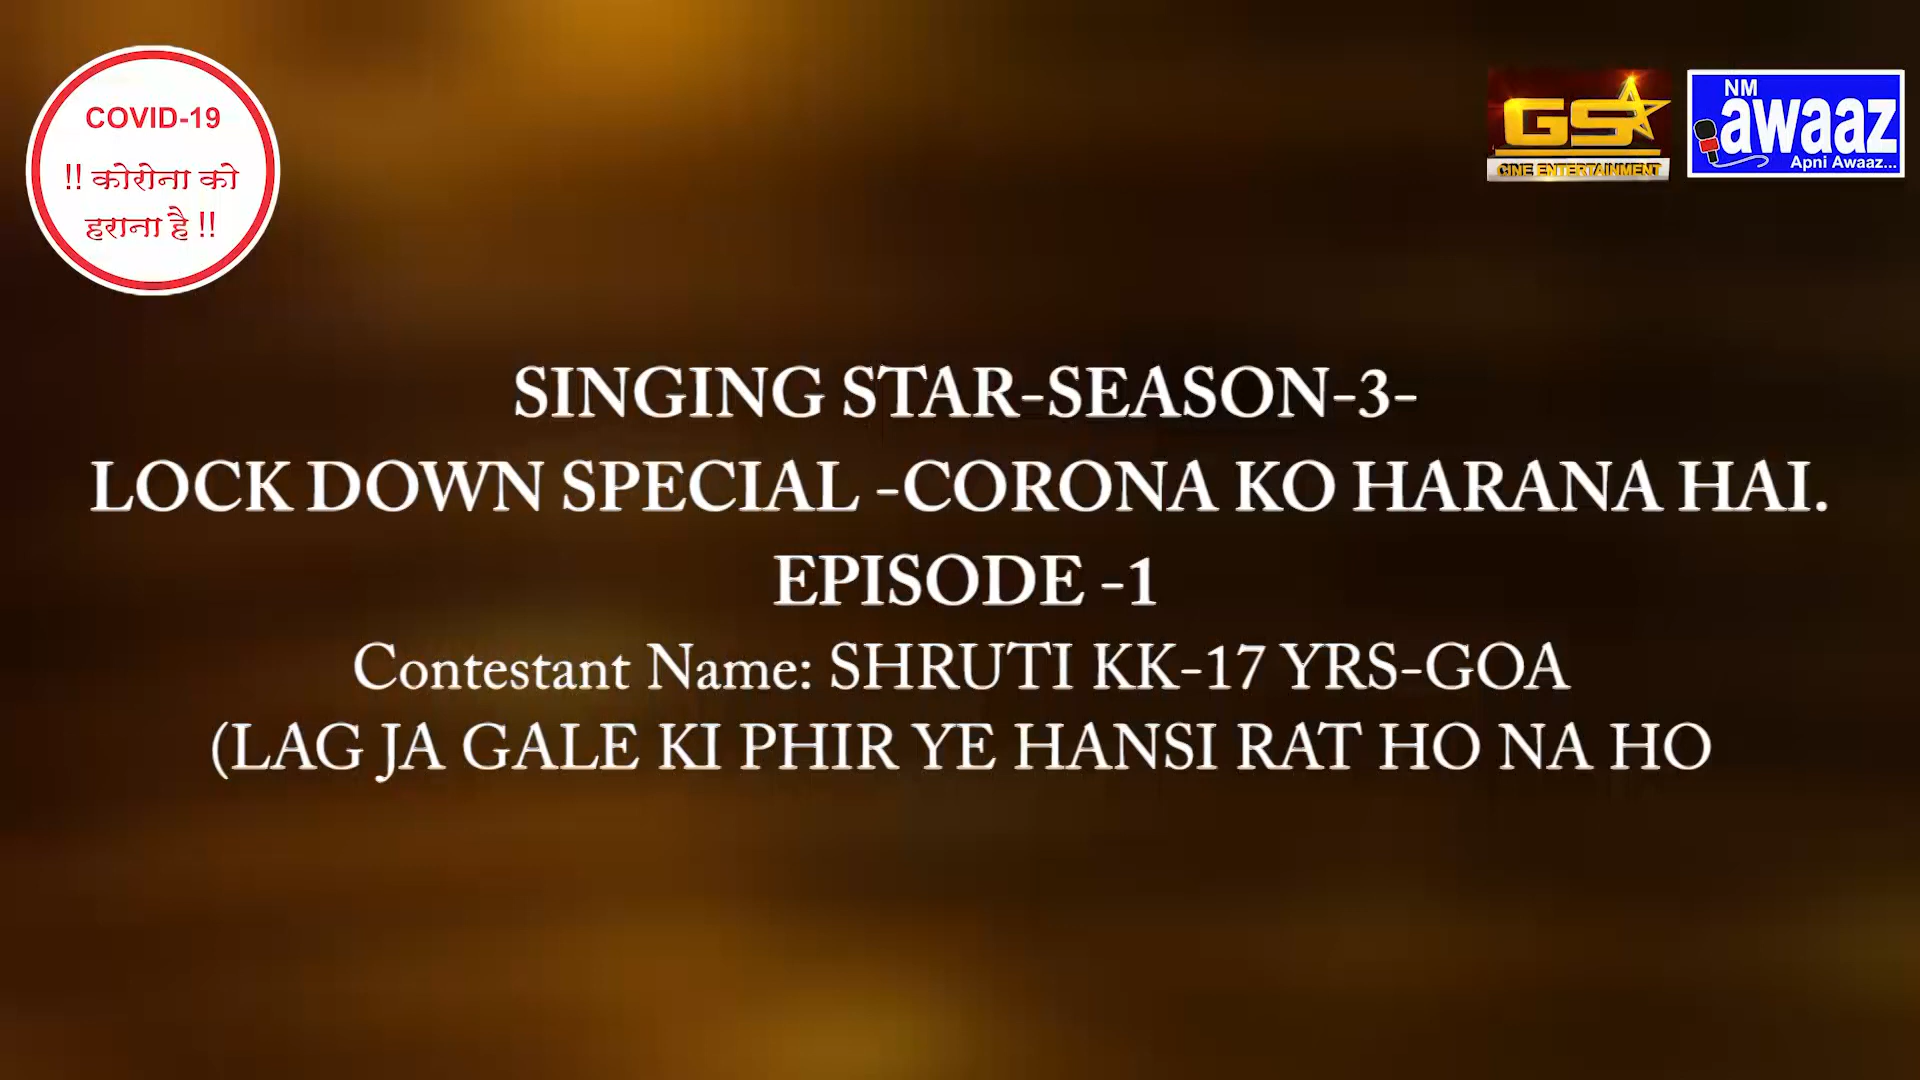 COVID-19
!! कोरोना को
हराना है !!
GS
CINE ENTERTAINMENT
NM
awaaz
Apni Awaaz...
SINGING STAR-SEASON-3-
LOCK DOWN SPECIAL -CORONA KO HARANA HAI.
EPISODE -1
Contestant Name: SHRUTI KK-17 YRS-GOA
(LAG JA GALE KI PHIR YE HANSI RAT HO NA HO